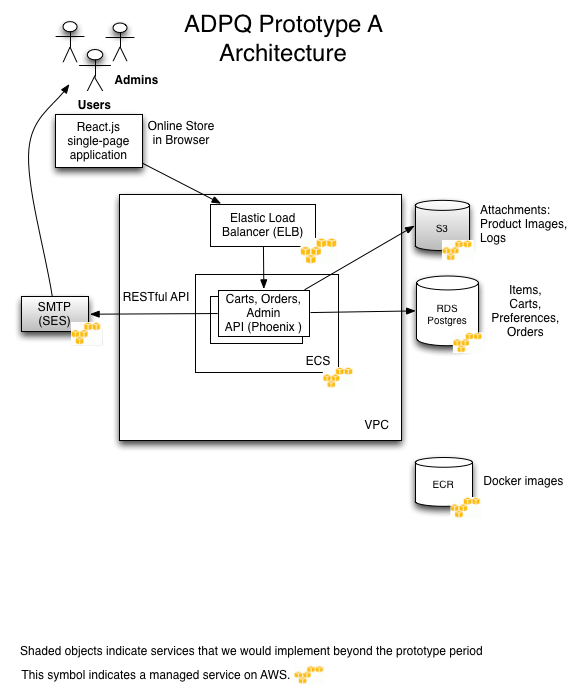 ADPQ Prototype A
Architecture
Admins
Users
React.js
single-page
application
Online Store
in Browser
Elastic Load
Balancer (ELB)
S3
Attachments:
Product Images,
Logs
RESTful API
Carts, Orders,
Admin
API (Phoenix )
ECS
VPC
SMTP
(SES)
RDS
Postgres
Items,
Carts,
Preferences,
Orders
ECR
Docker images
Shaded objects indicate services that we would implement beyond the prototype period
This symbol indicates a managed service on AWS.